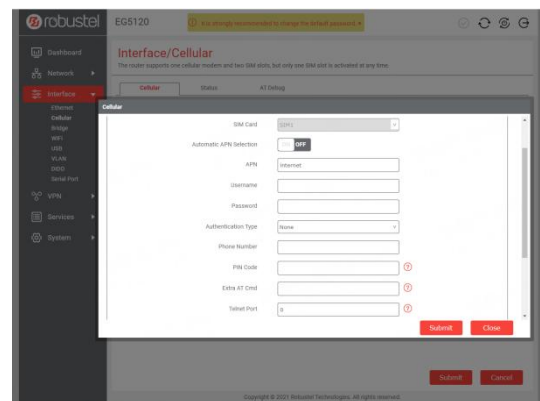 robustel
EG5120
It is strongly recommended to change the default password.
Dashboard
Network
Interface
Ethernet
Cellular
Bridge
WiFi
USB
VLAN
DIDO
Serial Port
VPN
Services
System
Interface/Cellular
The router supports one cellular modem and two SIM slots, but only one SIM slot is activated at any time.
Cellular
Status
AT Debug
Cellular
SIM Card
SIM1
Automatic APN Selection
ON OFF
APN
internet
Username
Password
Authentication Type
None
Phone Number
PIN Code
Extra AT Cmd
Telnet Port
0
Submit
Close
Submit
Cancel
Copyright © 2021 Robustel Technologies. All rights reserved.